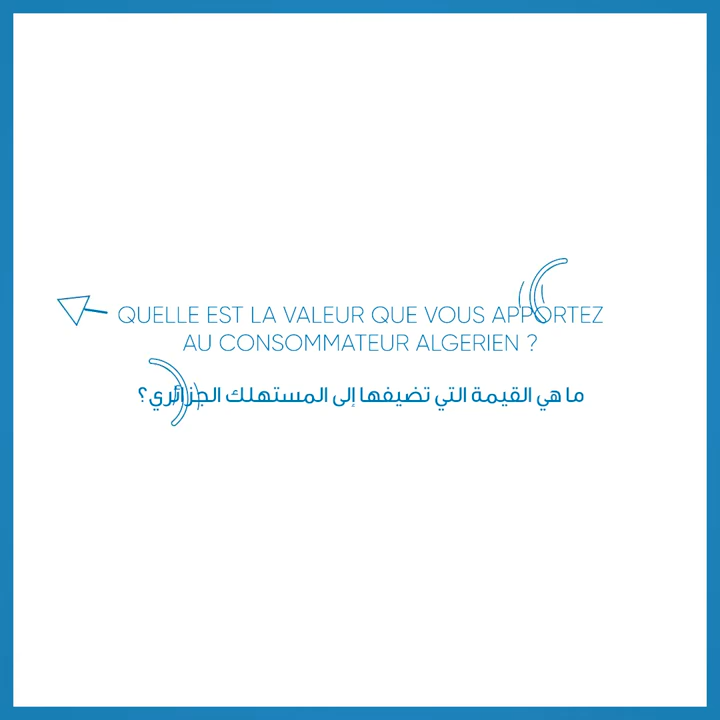 QUELLE EST LA VALEUR QUE VOUS APPORTEZ
AU CONSOMMATEUR ALGERIEN ?
ما هي القيمة التي تضيفها إلى المستهلك الجزائري؟